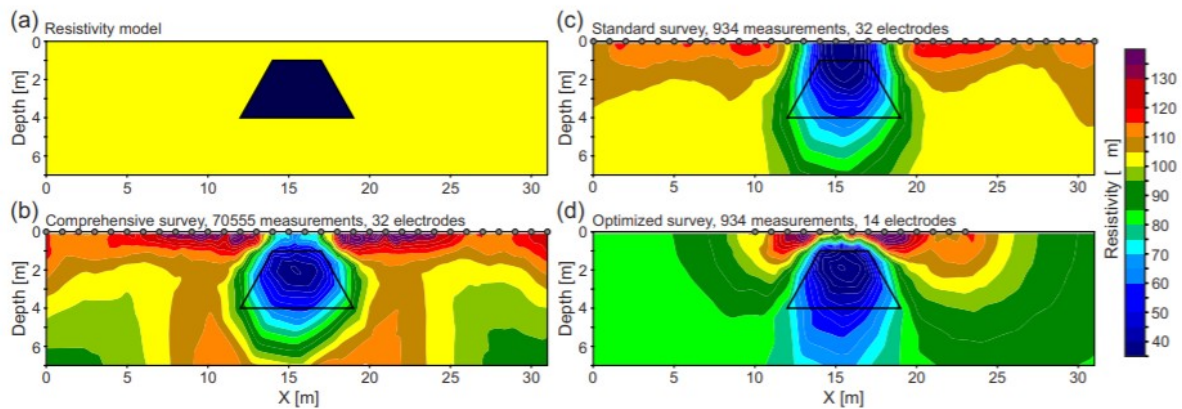 (a) Resistivity model
0
2
4
6
Depth [m]
0 5 10 15 20 25 30
(b) Comprehensive survey, 70555 measurements, 32 electrodes
0
2
4
6
Depth [m]
0 5 10 15 20 25 30
X [m]
(c) Standard survey, 934 measurements, 32 electrodes
0
2
4
6
Depth [m]
0 5 10 15 20 25 30
(d) Optimized survey, 934 measurements, 14 electrodes
0
2
4
6
Depth [m]
0 5 10 15 20 25 30
X [m]
Resistivity [ m]
130
120
110
100
90
80
70
60
50
40